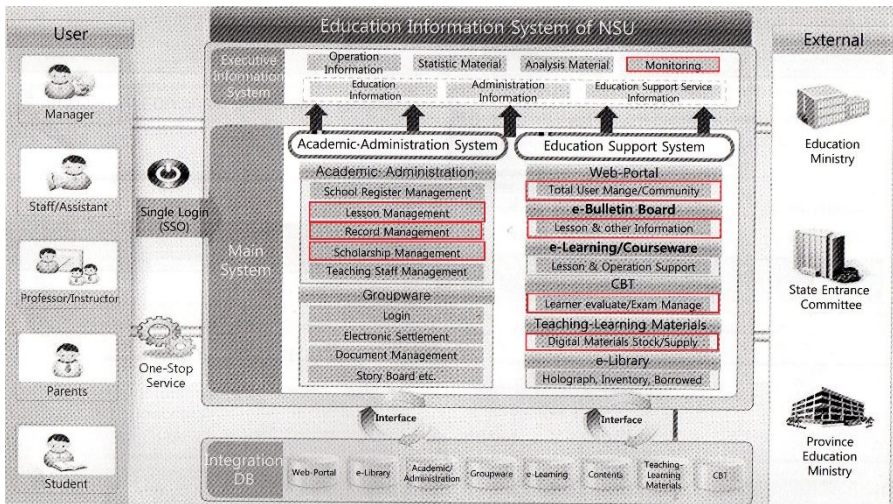 Education Information System of NSU
User
Manager
Staff/Assistant
Professor/Instructor
Parents
Student
Single Login
(SSO)
One-Stop
Service
Executive
Information
System
Operation
Information
Statistic Material
Analysis Material
Monitoring
Education
Information
Administration
Information
Education Support Service
Information
Main
System
Academic·Administration System
Academic· Administration
School Register Management
Lesson Management
Record Management
Scholarship Management
Teaching Staff Management
Groupware
Login
Electronic Settlement
Document Management
Story Board etc.
Education Support System
Web-Portal
Total User Mange/Community
e-Bulletin Board
Lesson & other Information
e-Learning/Courseware
Lesson & Operation Support
CBT
Learner evaluate/Exam Manage
Teaching-Learning Materials
Digital Materials Stock/Supply
e-Library
Holograph, Inventory, Borrowed
Interface
Interface
Integration
DB
Web-Portal
e-Library
Academic/
Administration
Groupware
e-Learning
Contents
Teaching-
Learning
Materials
CBT
External
Education
Ministry
State Entrance
Committee
Province
Education
Ministry